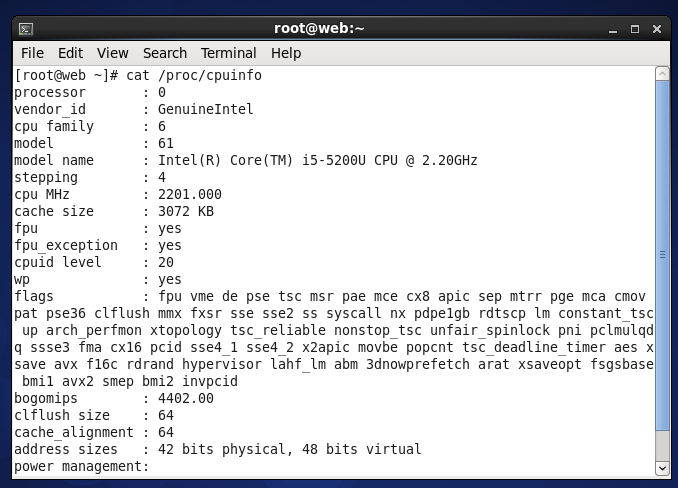 root@web:~
File Edit View Search Terminal Help
[root@web ~]# cat /proc/cpuinfo
processor       : 0
vendor_id       : GenuineIntel
cpu family      : 6
model           : 61
model name      : Intel(R) Core(TM) i5-5200U CPU @ 2.20GHz
stepping        : 4
cpu MHz         : 2201.000
cache size      : 3072 KB
fpu             : yes
fpu_exception   : yes
cpuid level     : 20
wp              : yes
flags           : fpu vme de pse tsc msr pae mce cx8 apic sep mtrr pge mca cmov
pat pse36 clflush mmx fxsr sse sse2 ss syscall nx pdpe1gb rdtscp lm constant_tsc
 up arch_perfmon xtopology tsc_reliable nonstop_tsc unfair_spinlock pni pclmulqd
q ssse3 fma cx16 pcid sse4_1 sse4_2 x2apic movbe popcnt tsc_deadline_timer aes x
save avx f16c rdrand hypervisor lahf_lm abm 3dnowprefetch arat xsaveopt fsgsbase
 bmi1 avx2 smep bmi2 invpcid
bogomips        : 4402.00
clflush size    : 64
cache_alignment : 64
address sizes   : 42 bits physical, 48 bits virtual
power management: